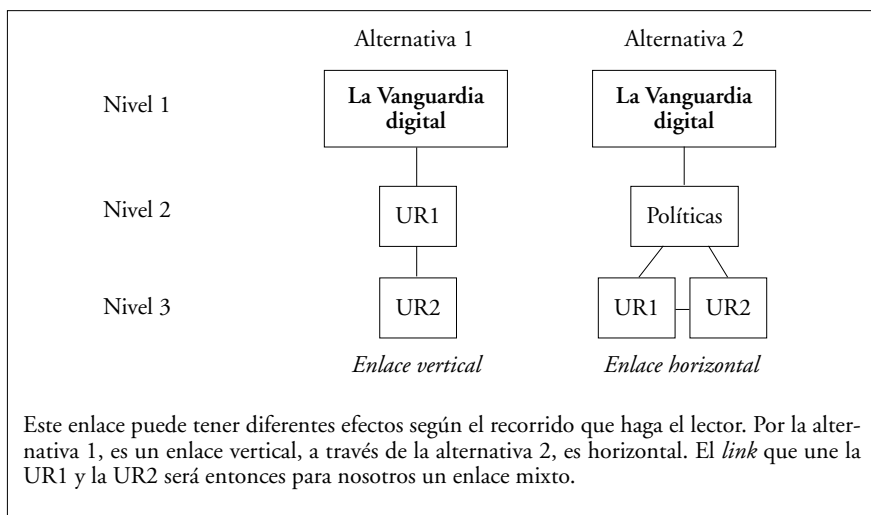 Alternativa 1 Alternativa 2
Nivel 1
La Vanguardia
digital
La Vanguardia
digital
Nivel 2
UR1
Políticas
Nivel 3
UR2
UR1
UR2
Enlace vertical
Enlace horizontal
Este enlace puede tener diferentes efectos según el recorrido que haga el lector. Por la alter-
nativa 1, es un enlace vertical, a través de la alternativa 2, es horizontal. El link que une la
UR1 y la UR2 será entonces para nosotros un enlace mixto.